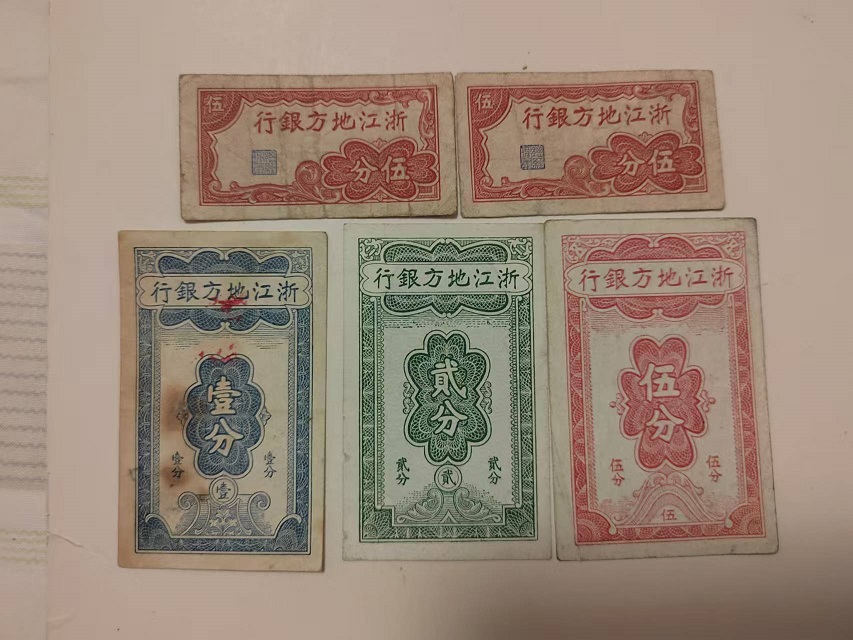 伍
浙江地方銀行
伍分
伍
浙江地方銀行
伍分
浙江地方銀行
壹分
壹分
壹分
壹
浙江地方銀行
貳分
貳分
貳分
貳
浙江地方銀行
伍分
伍分
伍分
伍